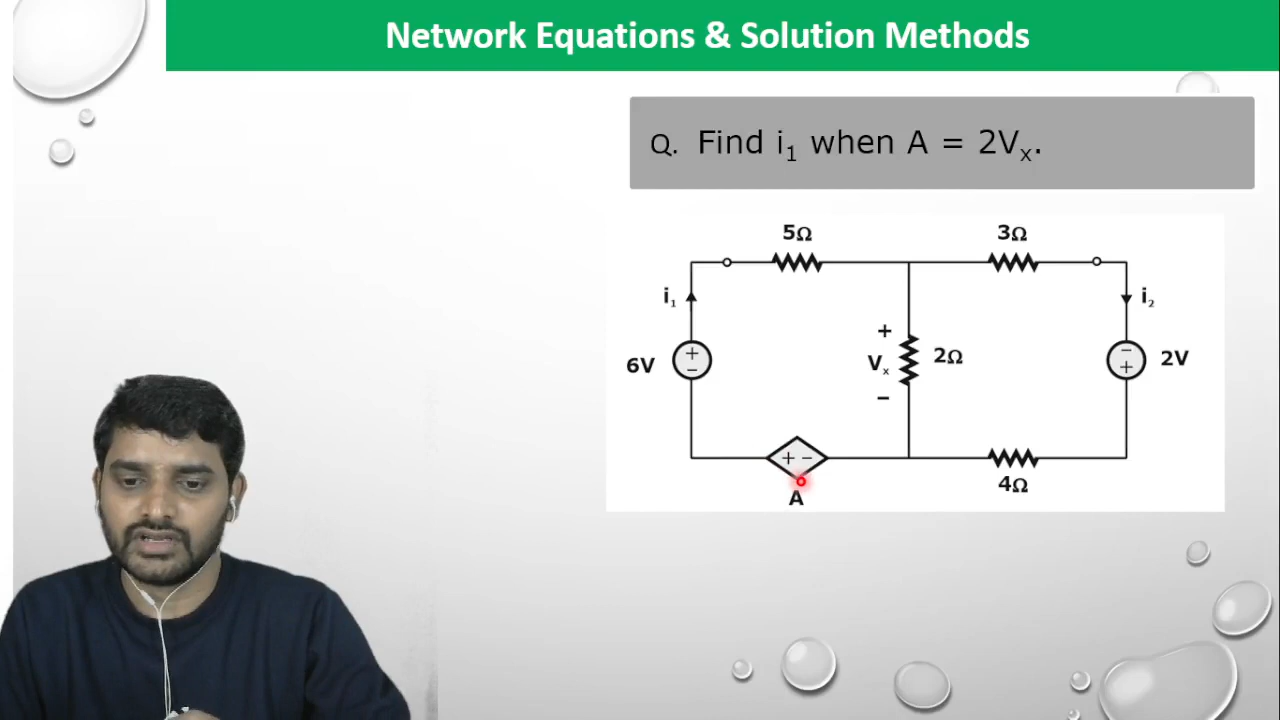 Network Equations & Solution Methods
Q. Find i₁ when A = 2Vₓ.
5Ω 3Ω
i₁ i₂
+
6V + − Vₓ 2Ω − + 2V
−
+ −
A 4Ω